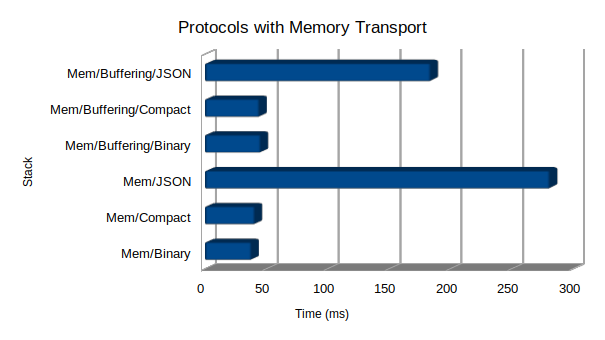 Protocols with Memory Transport
Stack
Mem/Buffering/JSON
Mem/Buffering/Compact
Mem/Buffering/Binary
Mem/JSON
Mem/Compact
Mem/Binary
0 50 100 150 200 250 300
Time (ms)